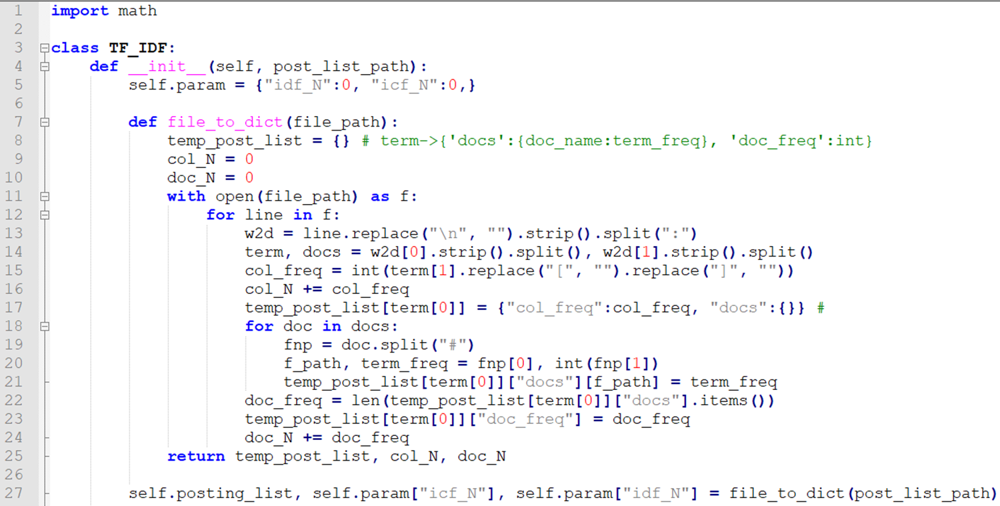 1 import math
2
3 class TF_IDF:
4     def __init__(self, post_list_path):
5         self.param = {"idf_N":0, "icf_N":0,}
6
7         def file_to_dict(file_path):
8             temp_post_list = {} # term->{'docs':{doc_name:term_freq}, 'doc_freq':int}
9             col_N = 0
10             doc_N = 0
11             with open(file_path) as f:
12                 for line in f:
13                     w2d = line.replace("\n", "").strip().split(":")
14                     term, docs = w2d[0].strip().split(), w2d[1].strip().split()
15                     col_freq = int(term[1].replace("[", "").replace("]", ""))
16                     col_N += col_freq
17                     temp_post_list[term[0]] = {"col_freq":col_freq, "docs":{}} #
18                     for doc in docs:
19                         fnp = doc.split("#")
20                         f_path, term_freq = fnp[0], int(fnp[1])
21                         temp_post_list[term[0]]["docs"][f_path] = term_freq
22                     doc_freq = len(temp_post_list[term[0]]["docs"].items())
23                     temp_post_list[term[0]]["doc_freq"] = doc_freq
24                     doc_N += doc_freq
25             return temp_post_list, col_N, doc_N
26
27         self.posting_list, self.param["icf_N"], self.param["idf_N"] = file_to_dict(post_list_path)